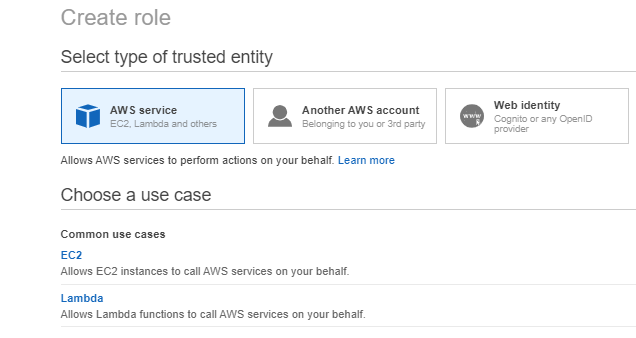 Create role
Select type of trusted entity
AWS service
EC2, Lambda and others
Another AWS account
Belonging to you or 3rd party
www
Web identity
Cognito or any OpenID
provider
Allows AWS services to perform actions on your behalf. Learn more
Choose a use case
Common use cases
EC2
Allows EC2 instances to call AWS services on your behalf.
Lambda
Allows Lambda functions to call AWS services on your behalf.